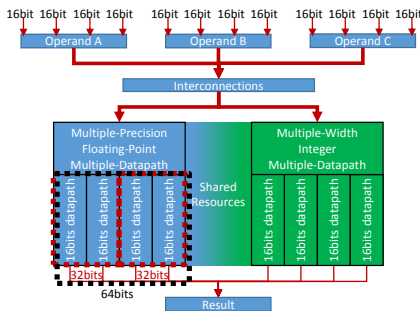 16bit 16bit 16bit 16bit 16bit 16bit 16bit 16bit 16bit 16bit 16bit 16bit
Operand A Operand B Operand C
Interconnections
Multiple-Precision
Floating-Point
Multiple-Datapath
Shared
Resources
Multiple-Width
Integer
Multiple-Datapath
16bits datapath
16bits datapath
16bits datapath
16bits datapath
16bits datapath
16bits datapath
16bits datapath
16bits datapath
32bits 32bits
64bits
Result